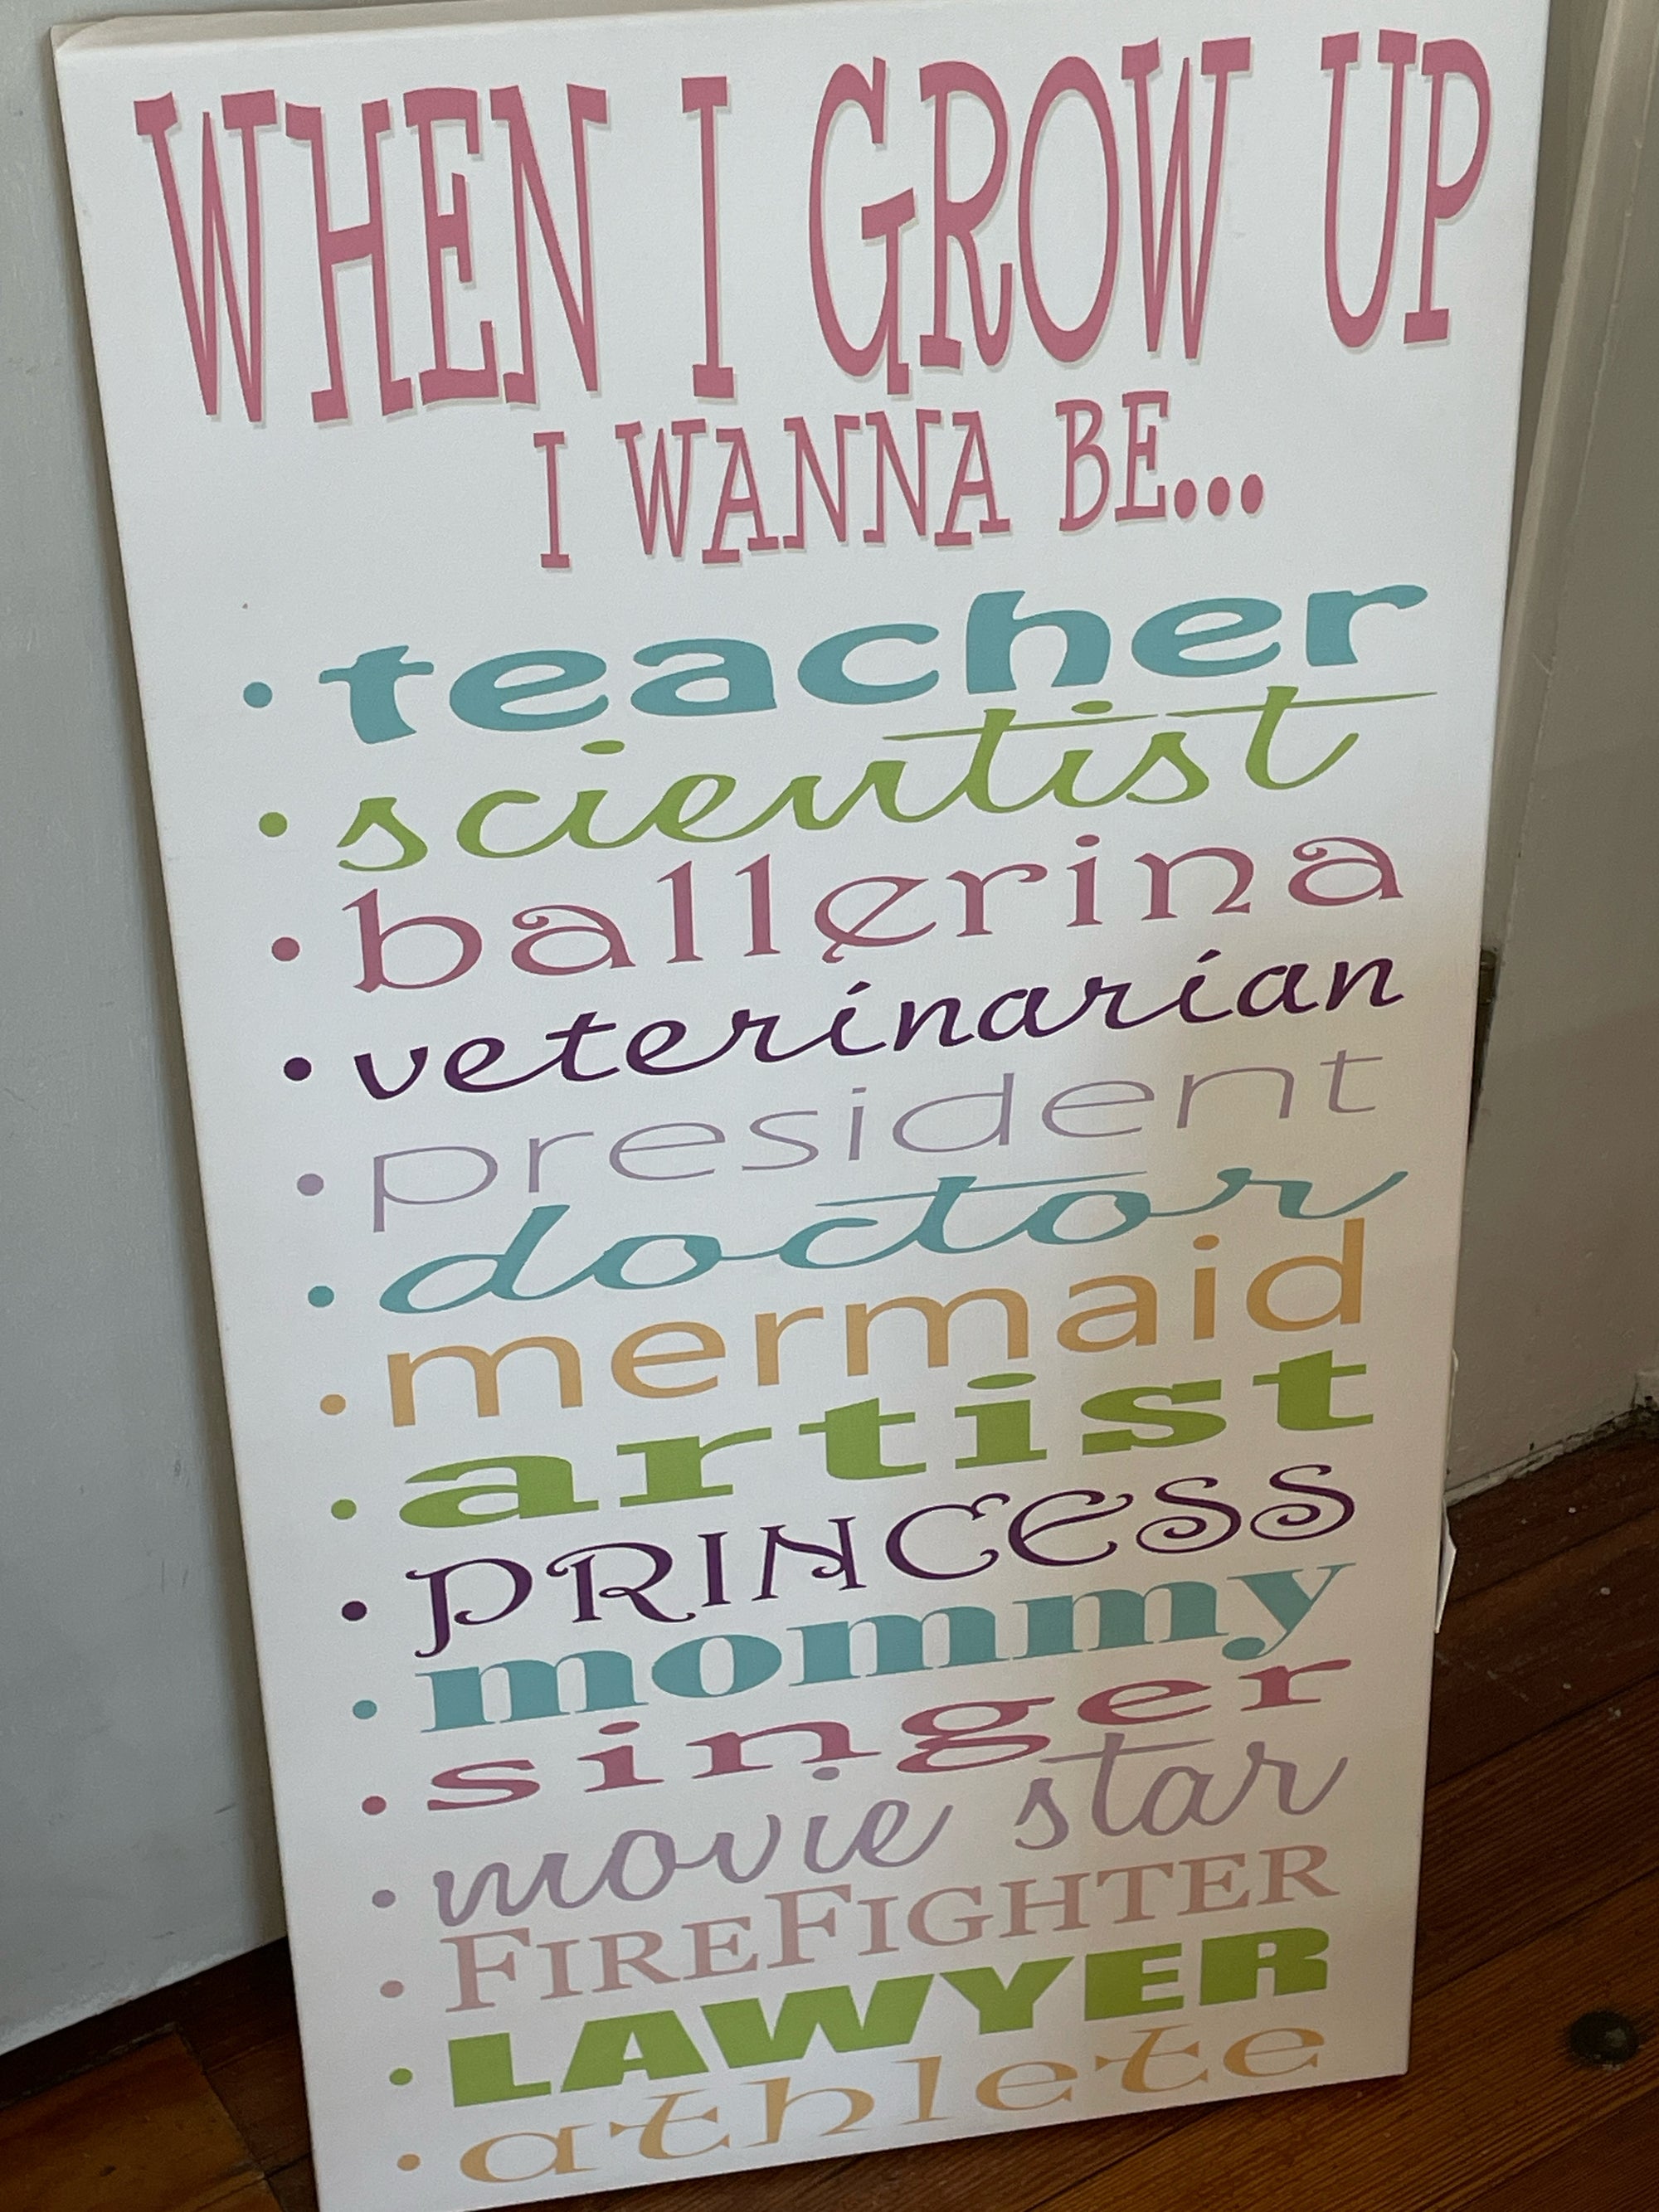 WHEN I GROW UP
I WANNA BE...
• teacher
• scientist
• ballerina
• veterinarian
• president
• doctor
• mermaid
• artist
• PRINCESS
• mommy
• singer
• movie star
• FIREFIGHTER
• LAWYER
• athlete